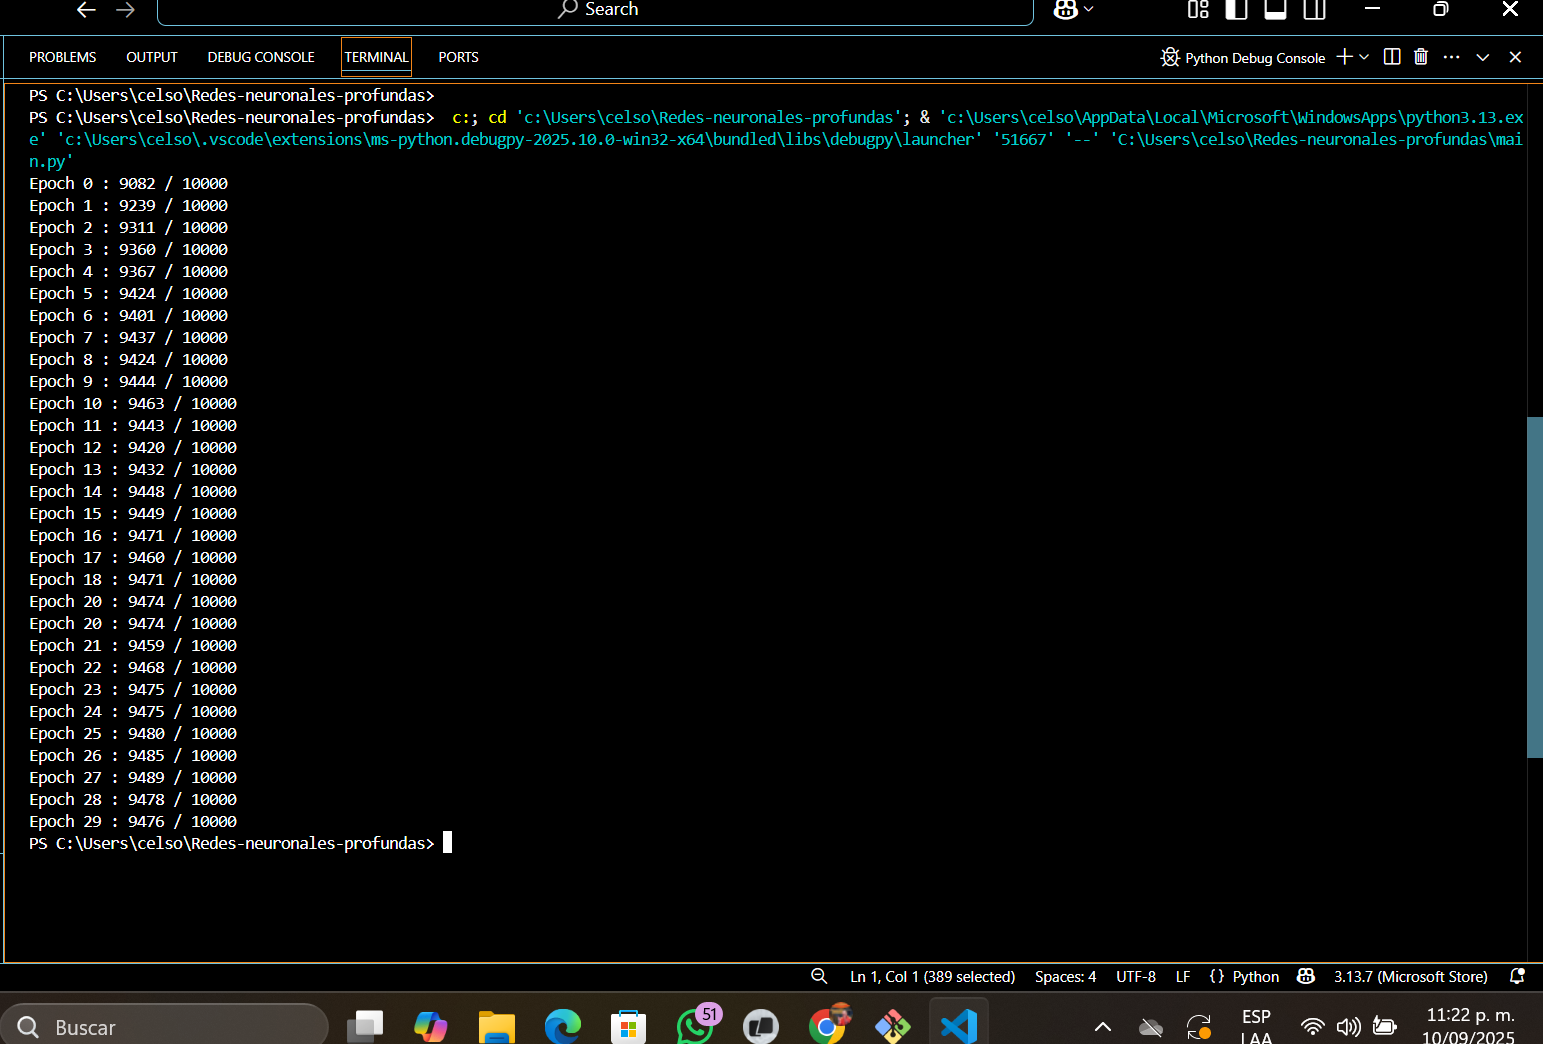 Search
PROBLEMS OUTPUT DEBUG CONSOLE TERMINAL PORTS Python Debug Console
PS C:\Users\celso\Redes-neuronales-profundas>
PS C:\Users\celso\Redes-neuronales-profundas>  c:; cd 'c:\Users\celso\Redes-neuronales-profundas'; & 'c:\Users\celso\AppData\Local\Microsoft\WindowsApps\python3.13.ex
e' 'c:\Users\celso\.vscode\extensions\ms-python.debugpy-2025.10.0-win32-x64\bundled\libs\debugpy\launcher' '51667' '--' 'C:\Users\celso\Redes-neuronales-profundas\mai
n.py'
Epoch 0 : 9082 / 10000
Epoch 1 : 9239 / 10000
Epoch 2 : 9311 / 10000
Epoch 3 : 9360 / 10000
Epoch 4 : 9367 / 10000
Epoch 5 : 9424 / 10000
Epoch 6 : 9401 / 10000
Epoch 7 : 9437 / 10000
Epoch 8 : 9424 / 10000
Epoch 9 : 9444 / 10000
Epoch 10 : 9463 / 10000
Epoch 11 : 9443 / 10000
Epoch 12 : 9420 / 10000
Epoch 13 : 9432 / 10000
Epoch 14 : 9448 / 10000
Epoch 15 : 9449 / 10000
Epoch 16 : 9471 / 10000
Epoch 17 : 9460 / 10000
Epoch 18 : 9471 / 10000
Epoch 20 : 9474 / 10000
Epoch 20 : 9474 / 10000
Epoch 21 : 9459 / 10000
Epoch 22 : 9468 / 10000
Epoch 23 : 9475 / 10000
Epoch 24 : 9475 / 10000
Epoch 25 : 9480 / 10000
Epoch 26 : 9485 / 10000
Epoch 27 : 9489 / 10000
Epoch 28 : 9478 / 10000
Epoch 29 : 9476 / 10000
PS C:\Users\celso\Redes-neuronales-profundas>
Ln 1, Col 1 (389 selected) Spaces: 4 UTF-8 LF {} Python 3.13.7 (Microsoft Store)
Buscar 51 ESP 11:22 p. m.
LAA 10/09/2025